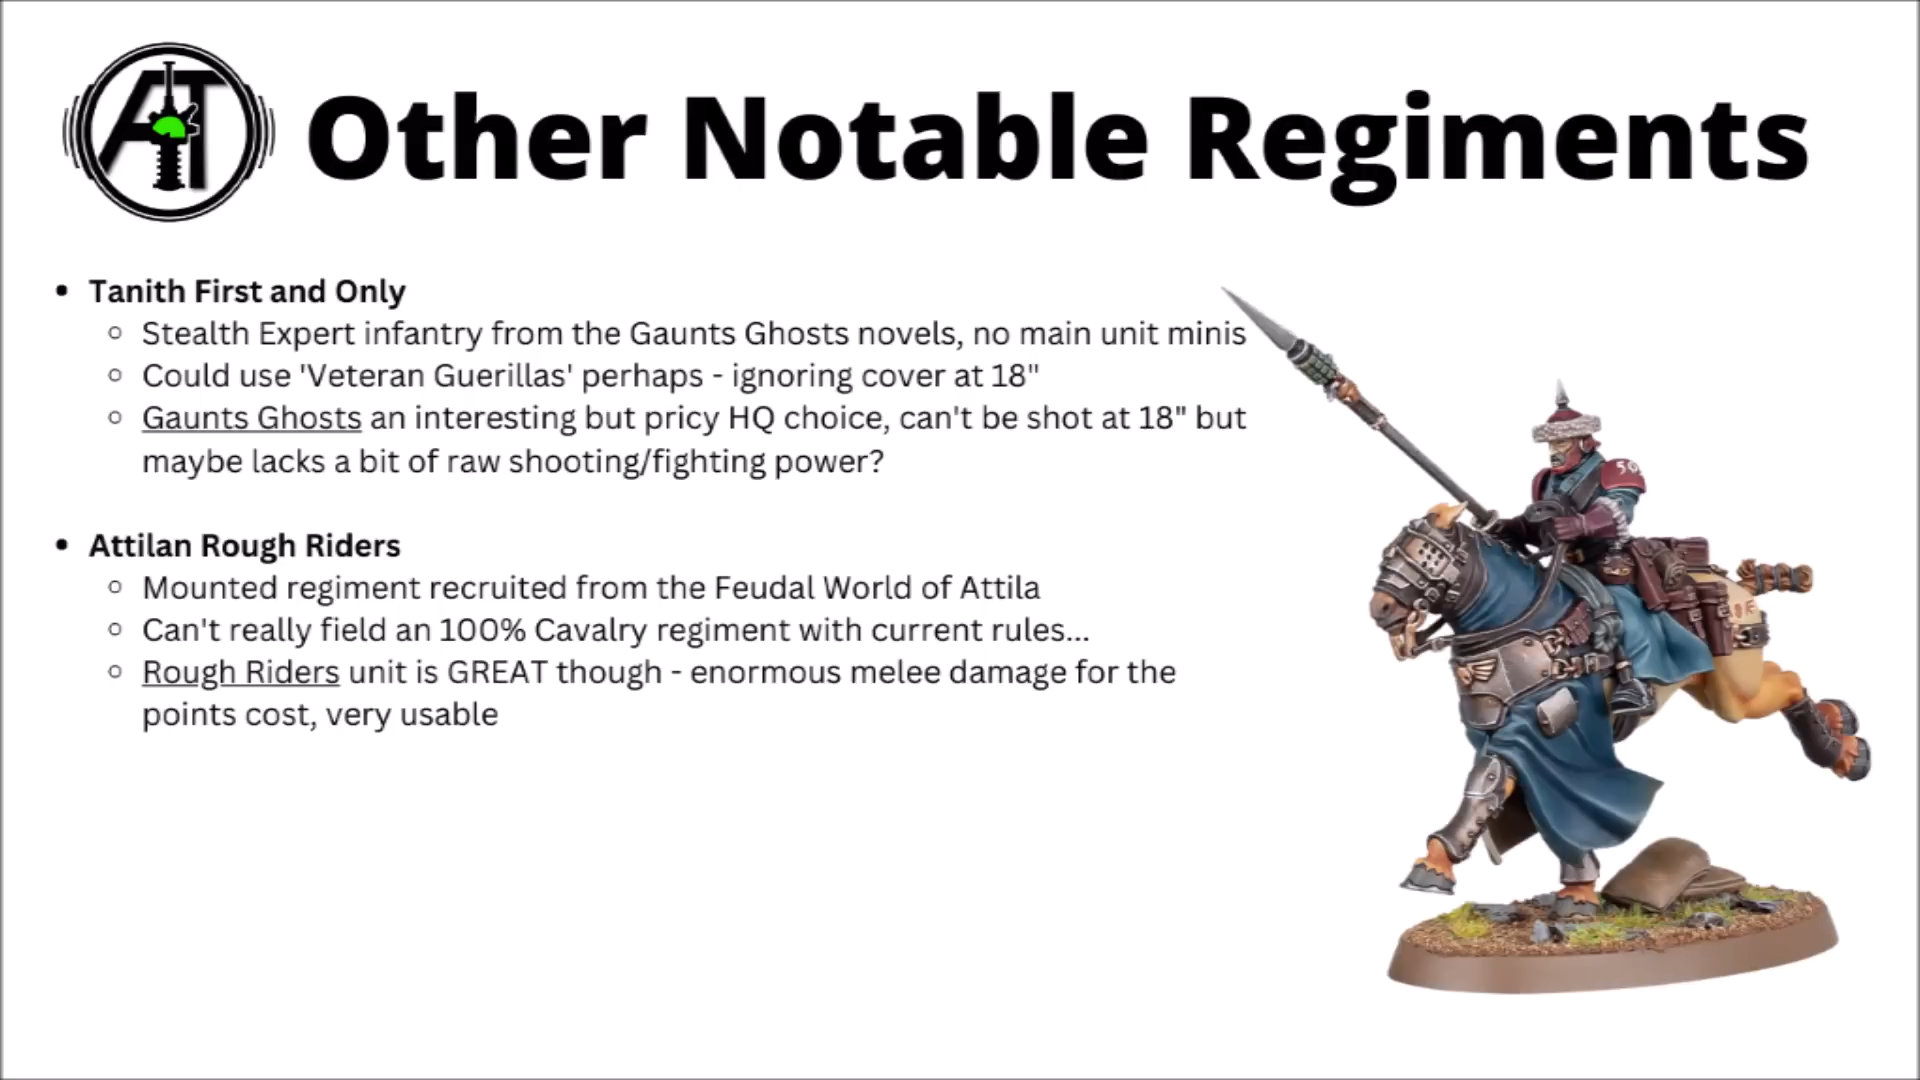 AT
Other Notable Regiments
Tanith First and Only
Stealth Expert infantry from the Gaunts Ghosts novels, no main unit minis
Could use 'Veteran Guerillas' perhaps - ignoring cover at 18"
Gaunts Ghosts an interesting but pricy HQ choice, can't be shot at 18" but
maybe lacks a bit of raw shooting/fighting power?
Attilan Rough Riders
Mounted regiment recruited from the Feudal World of Attila
Can't really field an 100% Cavalry regiment with current rules...
Rough Riders unit is GREAT though - enormous melee damage for the
points cost, very usable